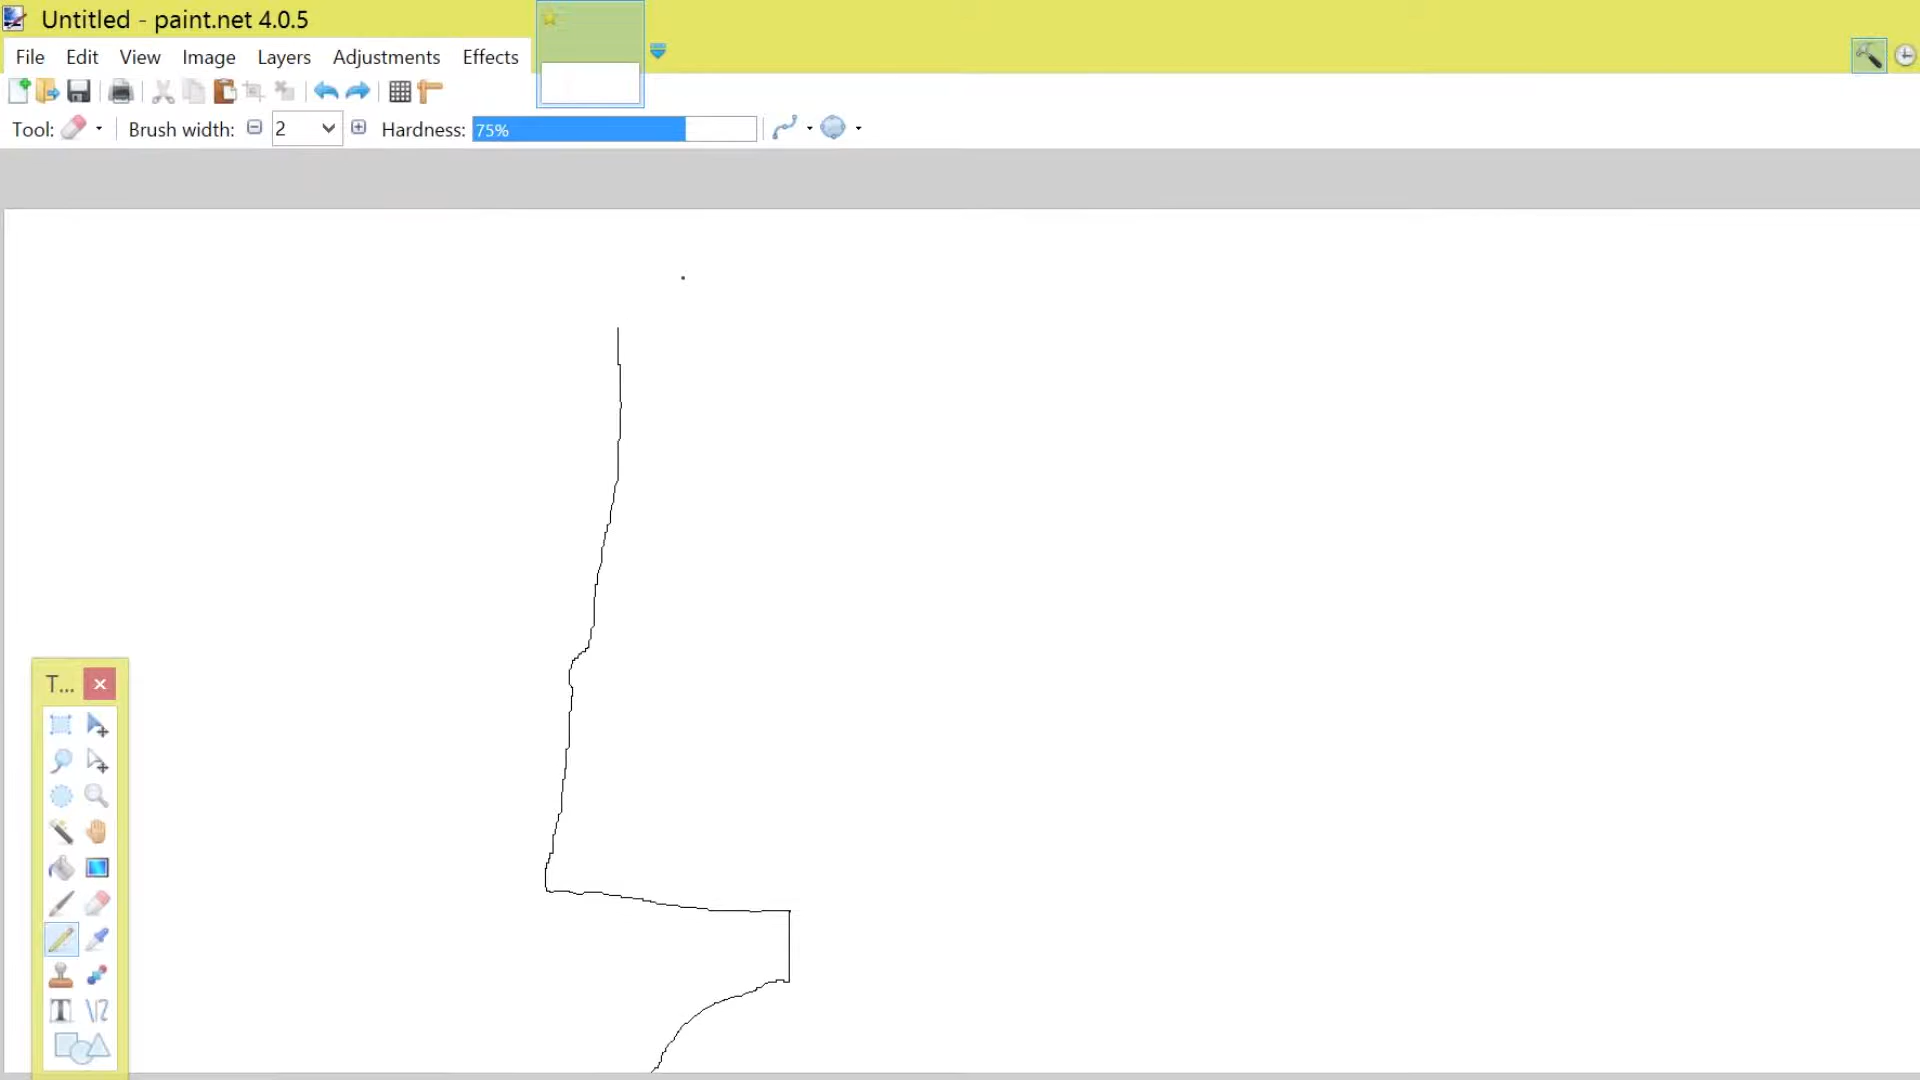 Untitled - paint.net 4.0.5
File Edit View Image Layers Adjustments Effects
Tool: Brush width: 2 Hardness: 75%
T...